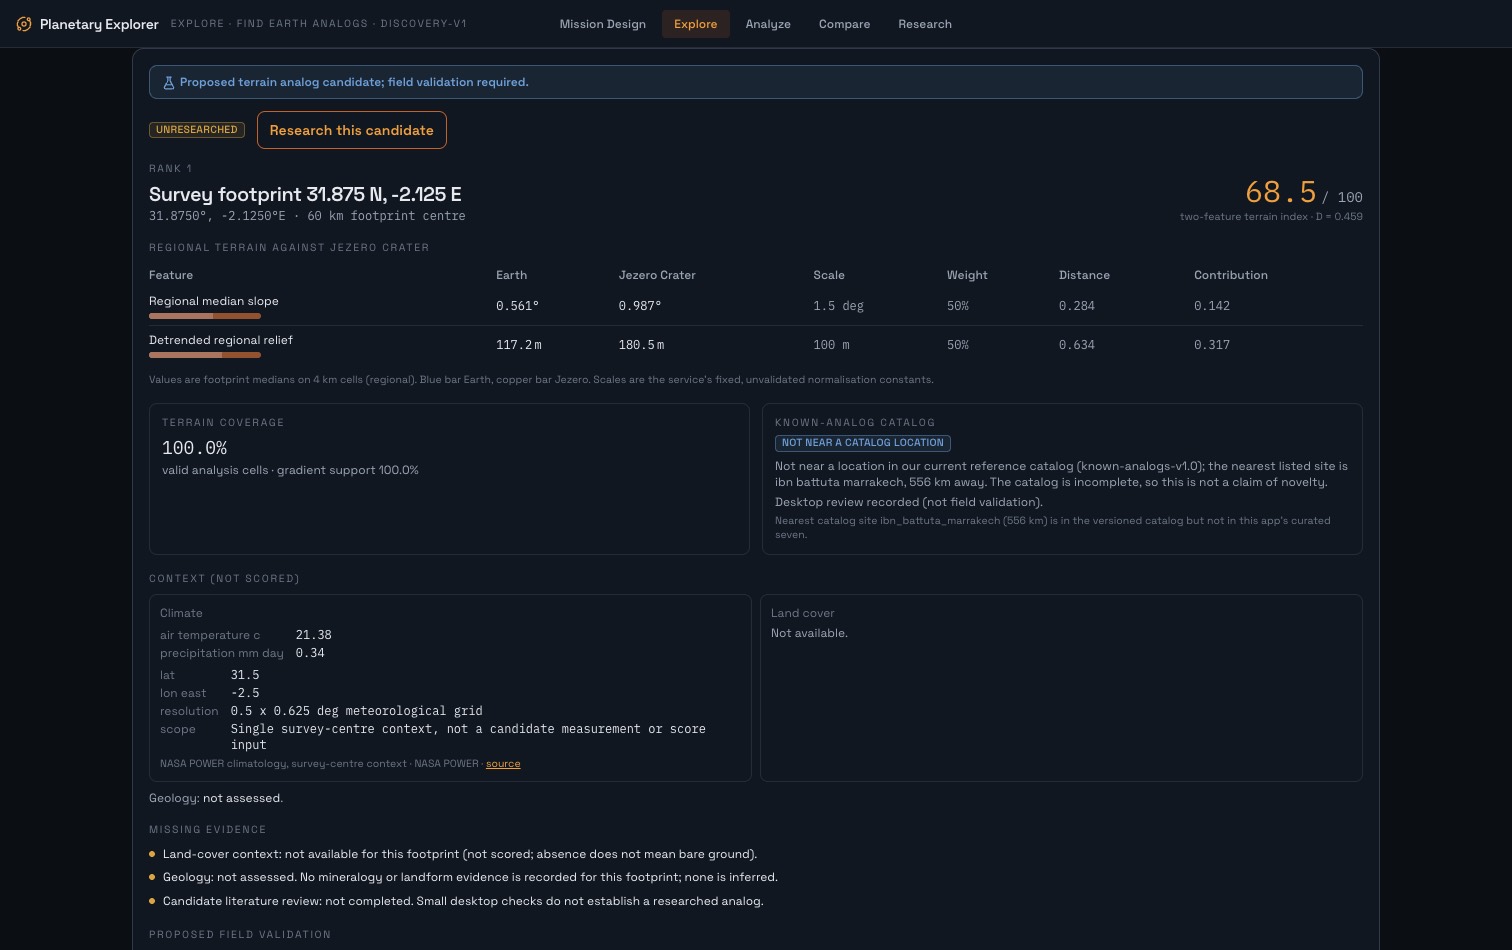 Planetary Explorer EXPLORE · FIND EARTH ANALOGS · DISCOVERY-V1 Mission Design Explore Analyze Compare Research
Proposed terrain analog candidate; field validation required.
UNRESEARCHED Research this candidate
RANK 1
Survey footprint 31.875 N, -2.125 E
31.8750°, -2.1250°E · 60 km footprint centre
68.5 / 100
two-feature terrain index · D = 0.459
REGIONAL TERRAIN AGAINST JEZERO CRATER
Feature Earth Jezero Crater Scale Weight Distance Contribution
Regional median slope 0.561° 0.987° 1.5 deg 50% 0.284 0.142
Detrended regional relief 117.2 m 180.5 m 100 m 50% 0.634 0.317
Values are footprint medians on 4 km cells (regional). Blue bar Earth, copper bar Jezero. Scales are the service's fixed, unvalidated normalisation constants.
TERRAIN COVERAGE
100.0%
valid analysis cells · gradient support 100.0%
KNOWN-ANALOG CATALOG
NOT NEAR A CATALOG LOCATION
Not near a location in our current reference catalog (known-analogs-v1.0); the nearest listed site is
ibn battuta marrakech, 556 km away. The catalog is incomplete, so this is not a claim of novelty.
Desktop review recorded (not field validation).
Nearest catalog site ibn_battuta_marrakech (556 km) is in the versioned catalog but not in this app's curated
seven.
CONTEXT (NOT SCORED)
Climate
air temperature c 21.38
precipitation mm day 0.34
lat 31.5
lon east -2.5
resolution 0.5 x 0.625 deg meteorological grid
scope Single survey-centre context, not a candidate measurement or score
input
NASA POWER climatology, survey-centre context · NASA POWER · source
Land cover
Not available.
Geology: not assessed.
MISSING EVIDENCE
Land-cover context: not available for this footprint (not scored; absence does not mean bare ground).
Geology: not assessed. No mineralogy or landform evidence is recorded for this footprint; none is inferred.
Candidate literature review: not completed. Small desktop checks do not establish a researched analog.
PROPOSED FIELD VALIDATION